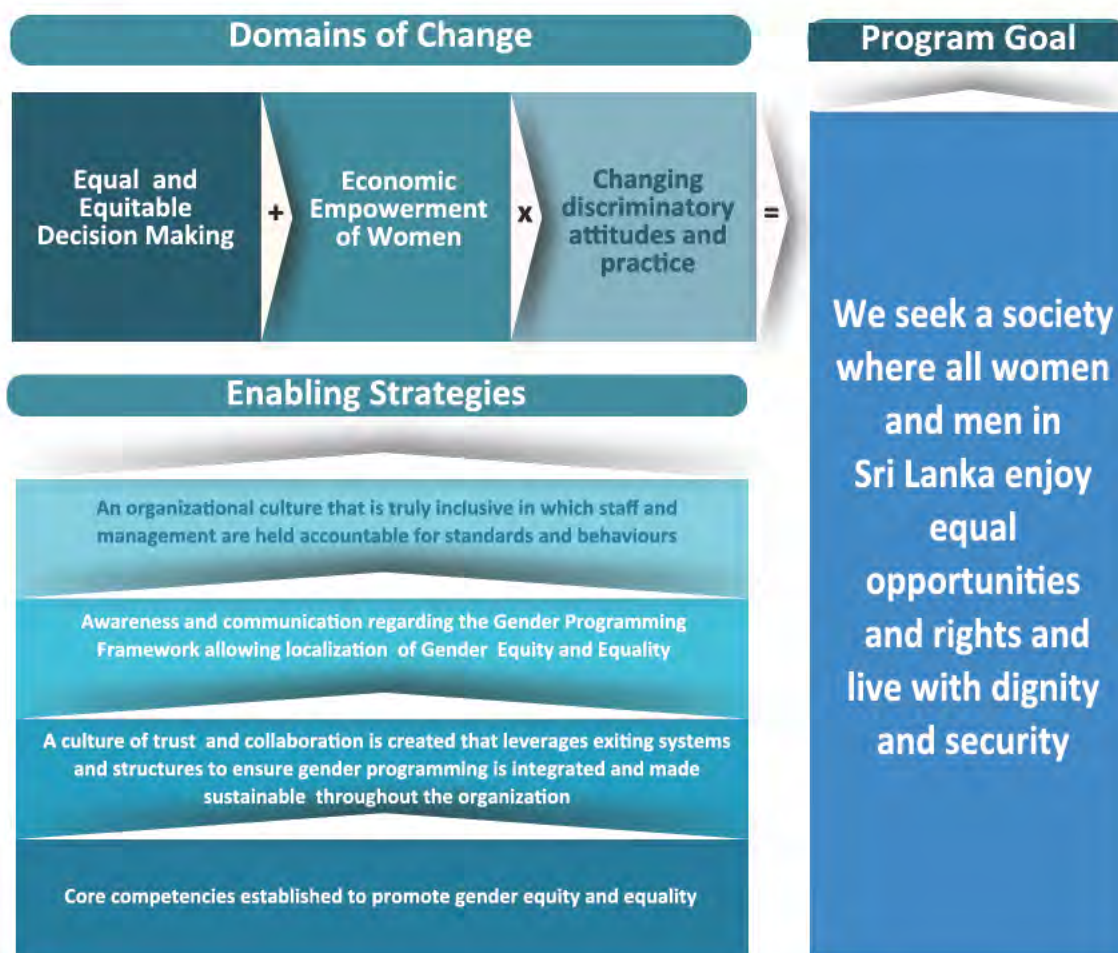 Domains of Change
Equal and
Equitable
Decision Making
+
Economic
Empowerment
of Women
x
Changing
discriminatory
attitudes and
practice
=
Enabling Strategies
An organizational culture that is truly inclusive in which staff and
management are held accountable for standards and behaviours
Awareness and communication regarding the Gender Programming
Framework allowing localization of Gender Equity and Equality
A culture of trust and collaboration is created that leverages exiting systems
and structures to ensure gender programming is integrated and made
sustainable throughout the organization
Core competencies established to promote gender equity and equality
Program Goal
We seek a society
where all women
and men in
Sri Lanka enjoy
equal
opportunities
and rights and
live with dignity
and security